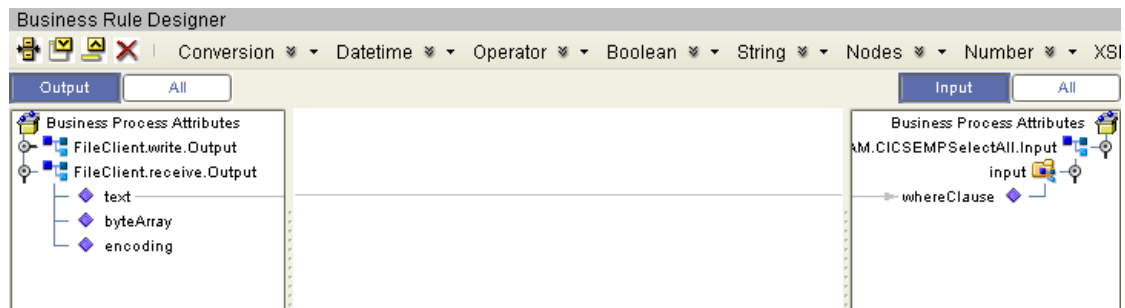 Business Rule Designer
Conversion Datetime Operator Boolean String Nodes Number
Output All Input All
Business Process Attributes
FileClient.write.Output
FileClient.receive.Output
text
byteArray
encoding
Business Process Attributes
.CICSEMPSelectAll.Input
input
whereClause